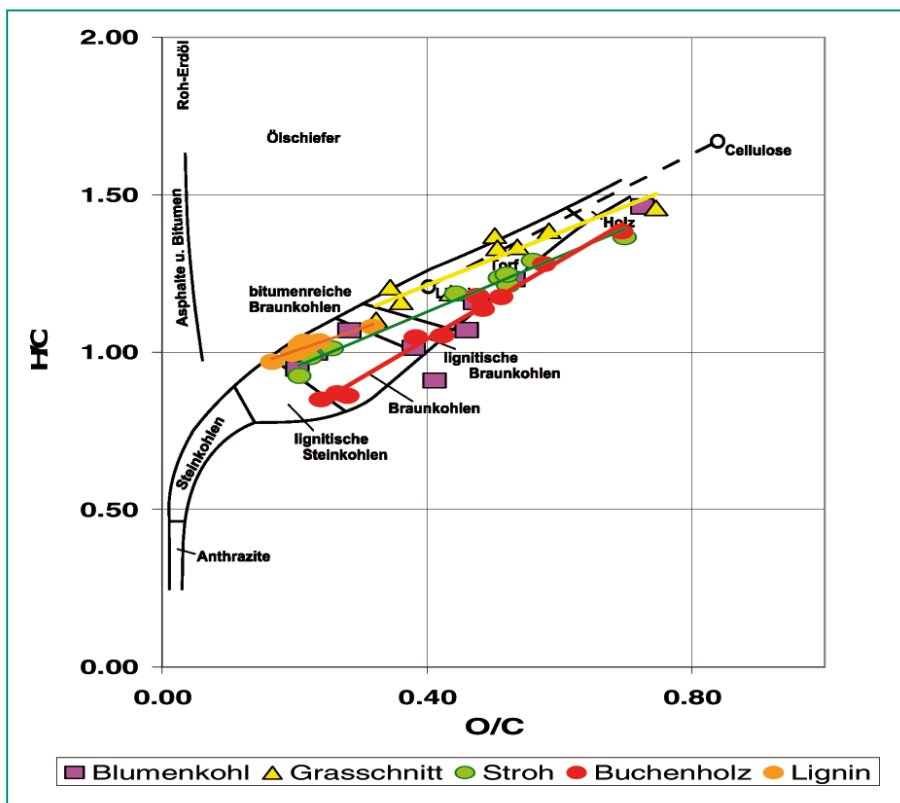 2.00
1.50
1.00
0.50
0.00
H/C
Roh-Erdöl
Asphalte u. Bitumen
Ölschiefer
Cellulose
Holz
Torf
bitumenreiche
Braunkohlen
lignitische
Braunkohlen
Braunkohlen
lignitische
Steinkohlen
Steinkohlen
Anthrazite
0.00
0.40
0.80
O/C
Blumenkohl
Grasschnitt
Stroh
Buchenholz
Lignin